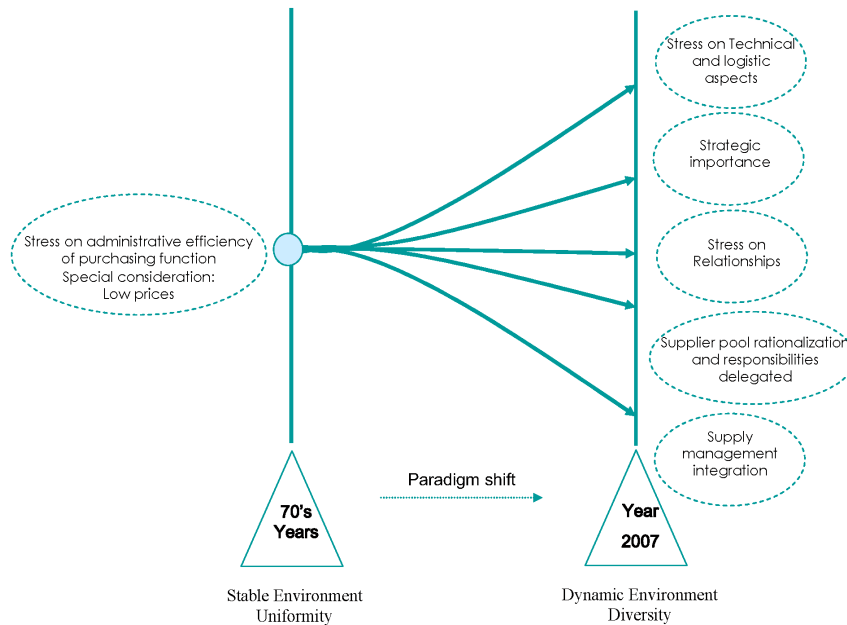 Stress on Technical
and logistic
aspects
Strategic
importance
Stress on administrative efficiency
of purchasing function
Special consideration:
Low prices
Stress on
Relationships
Supplier pool rationalization
and responsibilities
delegated
Supply
management
integration
Paradigm shift
70's
Years
Year
2007
Stable Environment
Uniformity
Dynamic Environment
Diversity